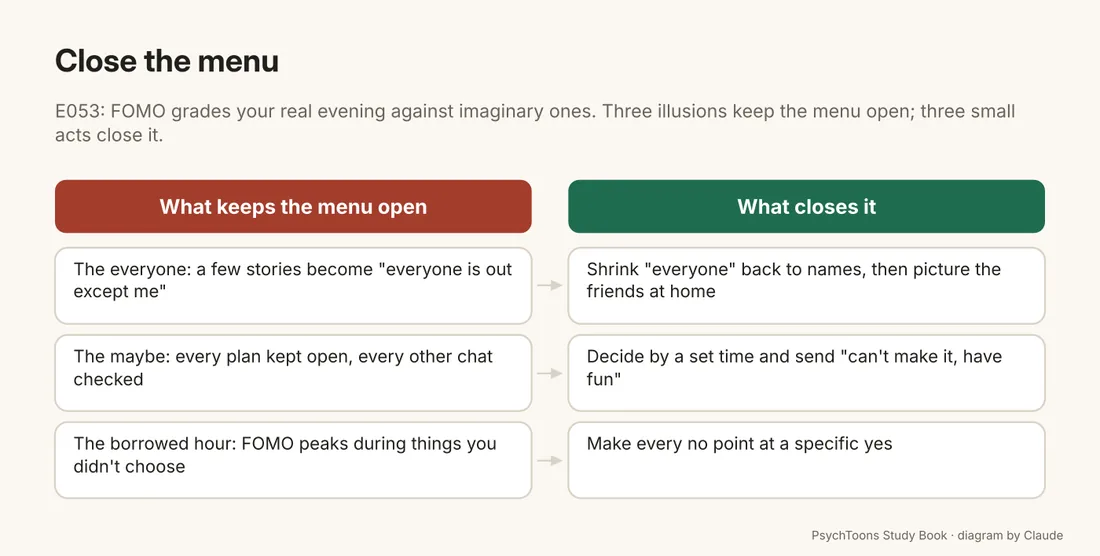 Close the menu
E053: FOMO grades your real evening against imaginary ones. Three illusions keep the menu open; three small
acts close it.
What keeps the menu open
What closes it
The everyone: a few stories become "everyone is out
except me"
Shrink "everyone" back to names, then picture the
friends at home
The maybe: every plan kept open, every other chat
checked
Decide by a set time and send "can't make it, have
fun"
The borrowed hour: FOMO peaks during things you
didn't choose
Make every no point at a specific yes
PsychToons Study Book · diagram by Claude